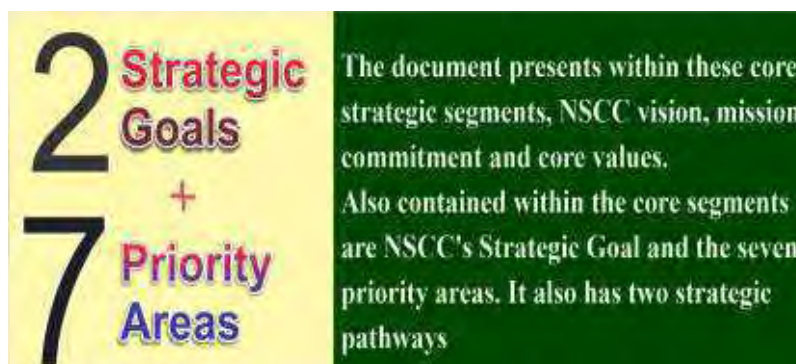 2 Strategic
Goals
+
7 Priority
Areas
The document presents within these core
strategic segments, NSCC vision, mission
commitment and core values.
Also contained within the core segments
are NSCC's Strategic Goal and the seven
priority areas. It also has two strategic
pathways